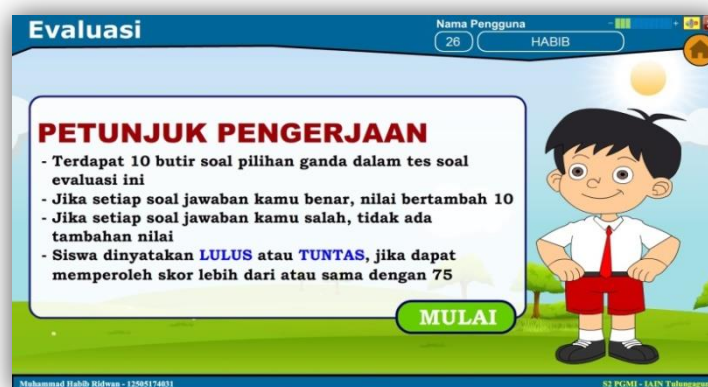 Evaluasi
Nama Pengguna
26 HABIB
PETUNJUK PENGERJAAN
- Terdapat 10 butir soal pilihan ganda dalam tes soal
evaluasi ini
- Jika setiap soal jawaban kamu benar, nilai bertambah 10
- Jika setiap soal jawaban kamu salah, tidak ada
tambahan nilai
- Siswa dinyatakan LULUS atau TUNTAS, jika dapat
memperoleh skor lebih dari atau sama dengan 75
MULAI
Muhammad Habib Ridwan - 12505174031
S2 PGMI - IAIN Tulungagung